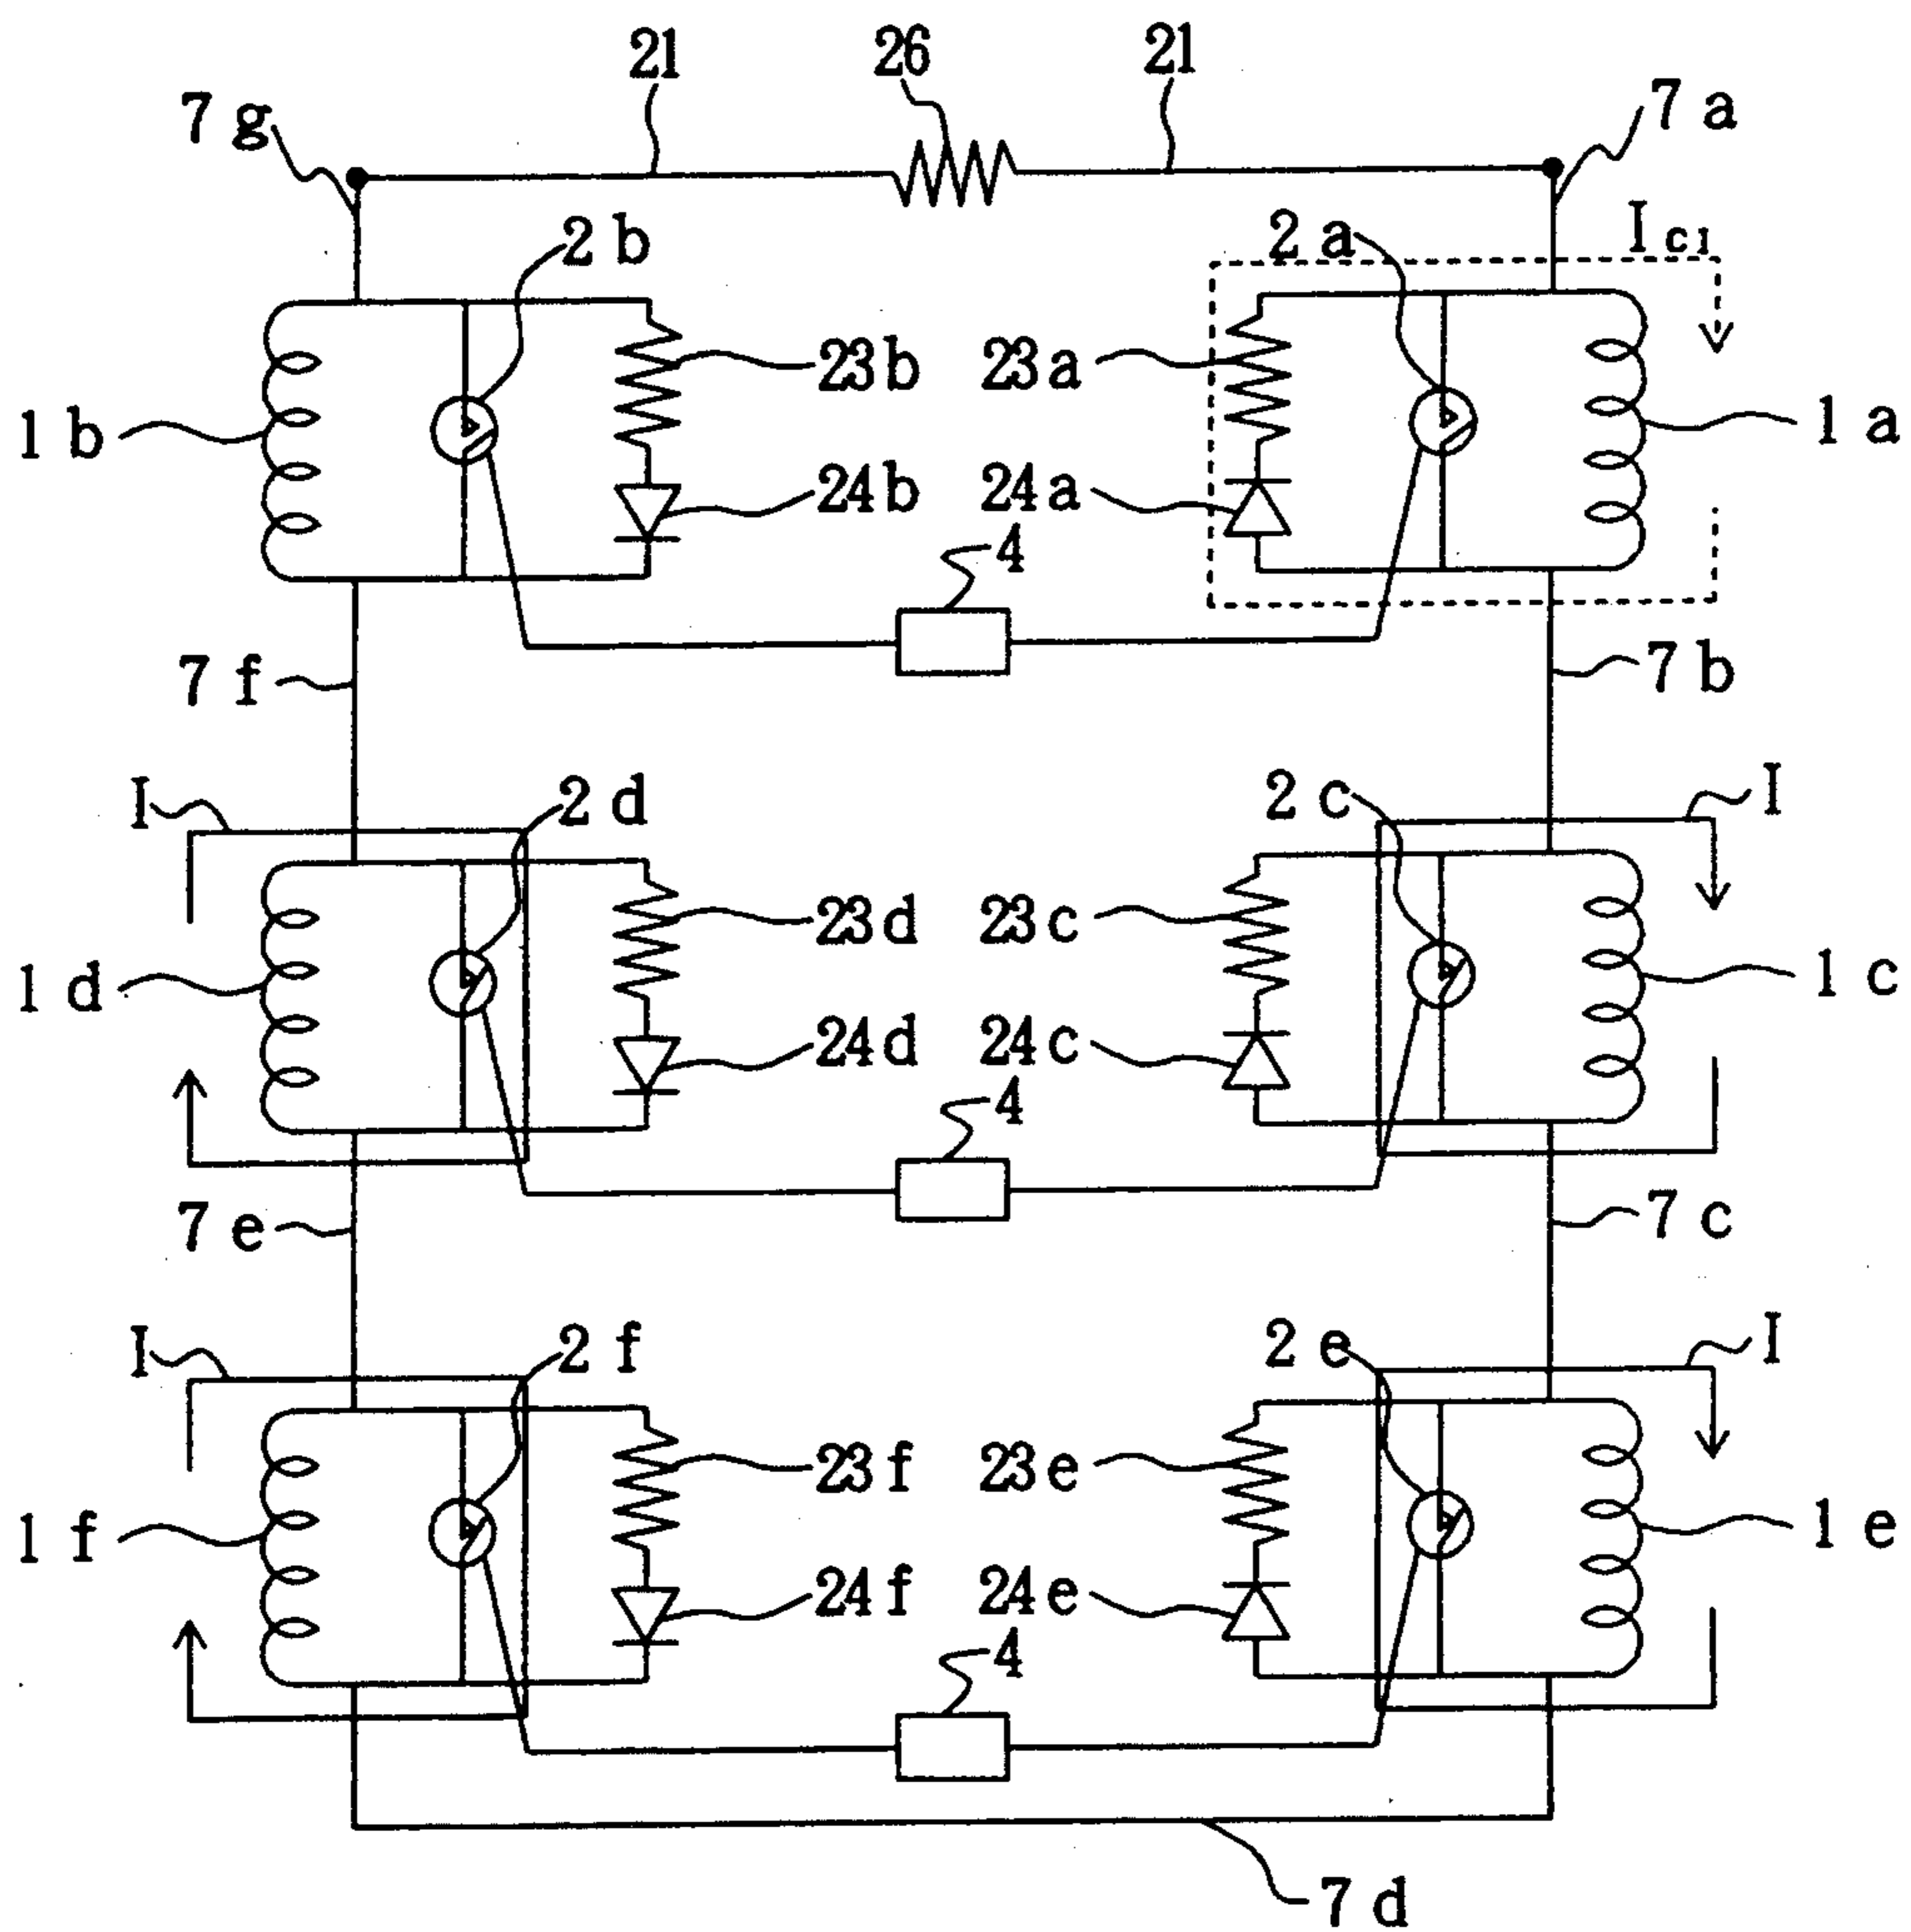 21 26 21
7g 7a
2b 2a Ic1
23b 23a
1b 1a
24b 24a
4
7f 7b
I 2d 2c I
23d 23c
1d 1c
24d 24c
4
7e 7c
I 2f 2e I
23f 23e
1f 1e
24f 24e
4
7d